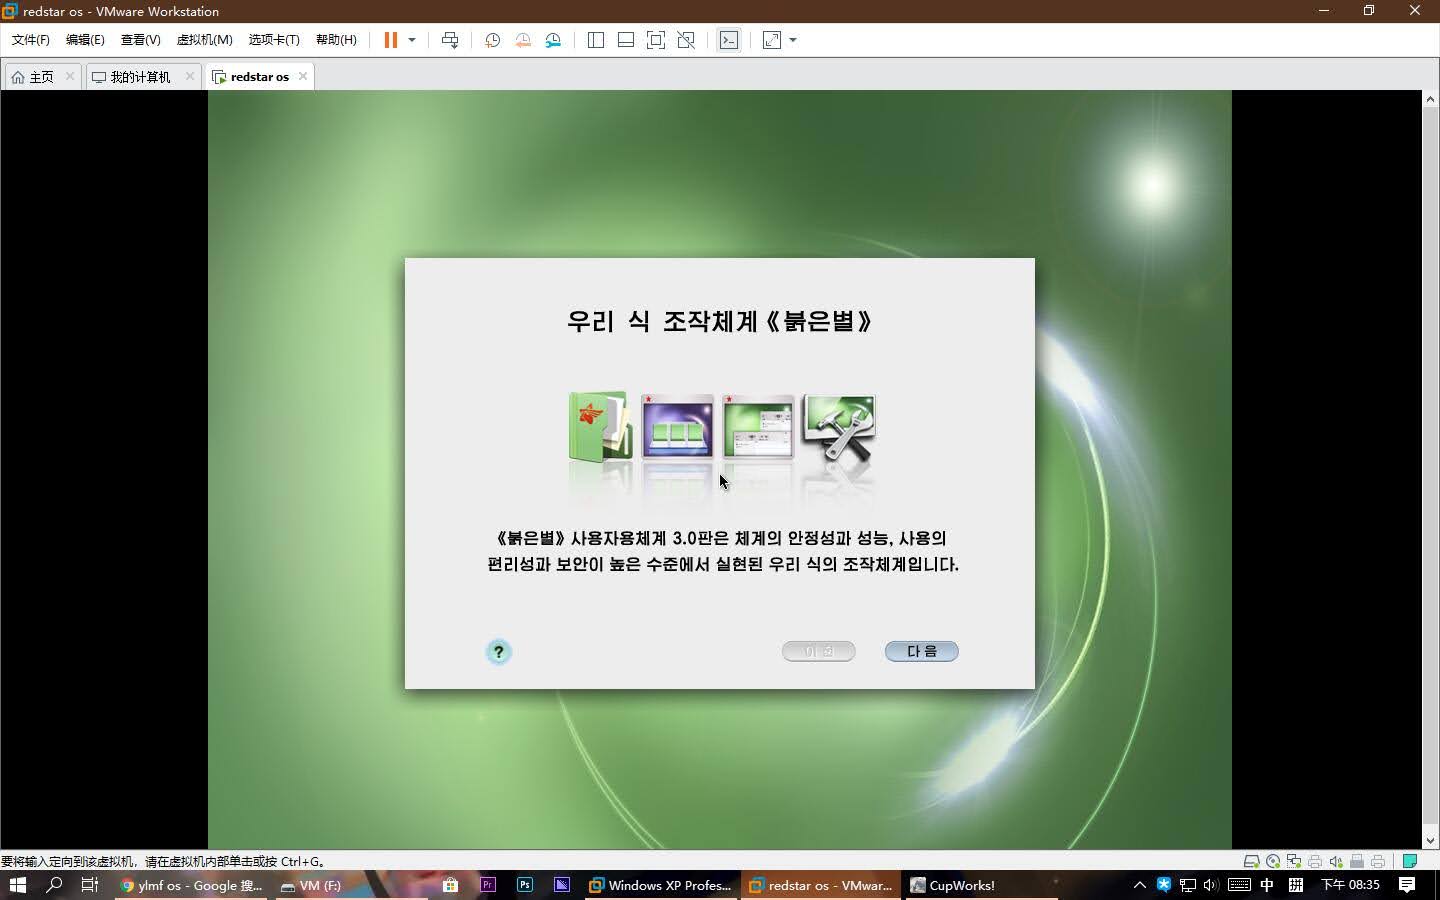 redstar os - VMware Workstation
文件(F) 编辑(E) 查看(V) 虚拟机(M) 选项卡(T) 帮助(H)
主页 我的计算机 redstar os
우리 식 조작체계《붉은별》
《붉은별》사용자용체계 3.0판은 체계의 안정성과 성능, 사용의
편리성과 보안이 높은 수준에서 실현된 우리 식의 조작체계입니다.
? 다음
要将输入定向到该虚拟机，请在虚拟机内部单击或按 Ctrl+G。
ylmf os - Google 搜... VM (F:) Pr Ps Windows XP Profes... redstar os - VMwar... CupWorks! 中 拼 下午 08:35